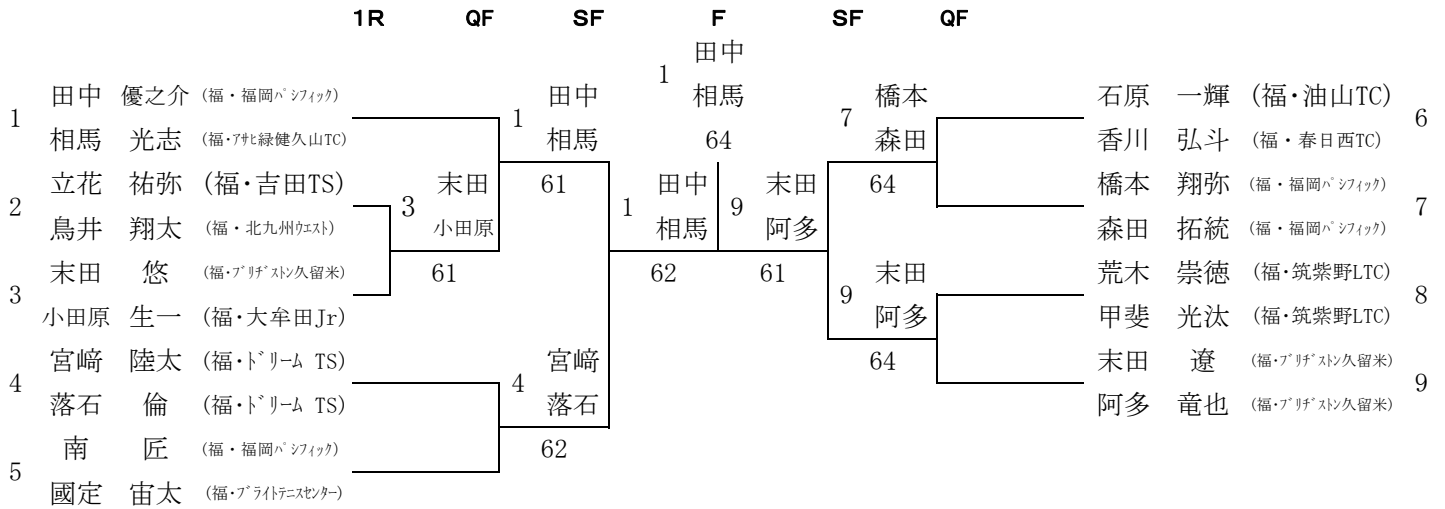 1R QF SF F SF QF
田中
1
相馬
田中 優之介 (福・福岡ﾊﾟｼﾌｨｯｸ) 田中 橋本 石原 一輝 (福・油山TC)
1 1 7 6
相馬 光志 (福・ｱｻﾋ緑健久山TC) 相馬 64 森田 香川 弘斗 (福・春日西TC)
立花 祐弥 (福・吉田TS) 末田 61 田中 末田 64 橋本 翔弥 (福・福岡ﾊﾟｼﾌｨｯｸ)
2 3 1 9 7
鳥井 翔太 (福・北九州ｳｴｽﾄ) 小田原 相馬 阿多 森田 拓統 (福・福岡ﾊﾟｼﾌｨｯｸ)
末田 悠 (福・ﾌﾞﾘﾁﾞｽﾄﾝ久留米) 61 62 61 末田 荒木 崇徳 (福・筑紫野LTC)
3 9 8
小田原 生一 (福・大牟田Jr) 阿多 甲斐 光汰 (福・筑紫野LTC)
宮﨑 陸太 (福・ﾄﾞﾘｰﾑ TS) 宮﨑 64 末田 遼 (福・ﾌﾞﾘﾁﾞｽﾄﾝ久留米)
4 4 9
落石 倫 (福・ﾄﾞﾘｰﾑ TS) 落石 阿多 竜也 (福・ﾌﾞﾘﾁﾞｽﾄﾝ久留米)
南 匠 (福・福岡ﾊﾟｼﾌｨｯｸ) 62
5
國定 宙太 (福・ﾌﾞﾗｲﾄﾃﾆｽｾﾝﾀｰ)